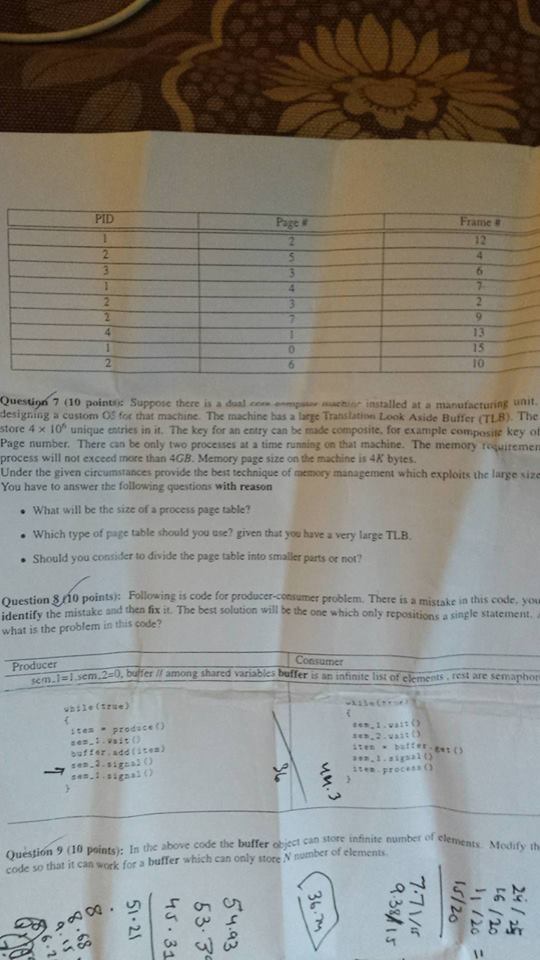 PID Page # Frame #
1 2 12
2 5 4
3 3 6
1 4 7
2 3 2
2 7 9
4 1 13
1 0 15
2 6 10
Question 7 (10 points): Suppose there is a dual core computer machine installed at a manufacturing unit.
designing a custom OS for that machine. The machine has a large Translation Look Aside Buffer (TLB). The
store 4 × 10⁶ unique entries in it. The key for an entry can be made composite, for example composite key of
Page number. There can be only two processes at a time running on that machine. The memory requiremen
process will not exceed more than 4GB. Memory page size on the machine is 4K bytes.
Under the given circumstances provide the best technique of memory management which exploits the large size
You have to answer the following questions with reason
• What will be the size of a process page table?
• Which type of page table should you use? given that you have a very large TLB.
• Should you consider to divide the page table into smaller parts or not?
Question 8 (10 points): Following is code for producer-consumer problem. There is a mistake in this code, you
identify the mistake and then fix it. The best solution will be the one which only repositions a single statement.
what is the problem in this code?
Producer Consumer
sem_1=1,sem_2=0, buffer // among shared variables buffer is an infinite list of elements , rest are semaphor
while(true)
{
item = produce()
sem_1.wait()
buffer.add(item)
sem_2.signal()
sem_1.signal()
}
while(true)
{
sem_1.wait()
sem_2.wait()
item = buffer.get()
sem_1.signal()
item.process()
}
36
44.3
Question 9 (10 points): In the above code the buffer object can store infinite number of elements. Modify th
code so that it can work for a buffer which can only store N number of elements.
24/25
16/20
11/20 =
15/20
7.71/15
9.38/15
54.93
45.31
51.21
8.68